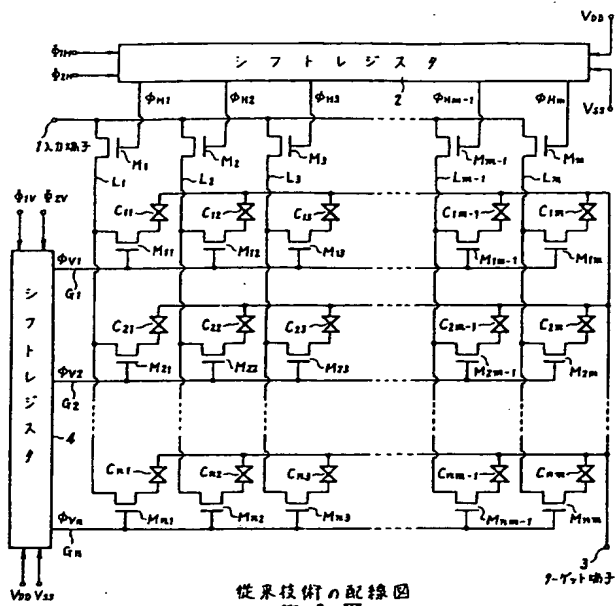 VDD
Φ1H
Φ2H
シフトレジスタ
2
VSS
ΦH1 ΦH2 ΦH3 ΦHm-1 ΦHm
1入力端子
M1 M2 M3 Mm-1 Mm
L1 L2 L3 Lm-1 Lm
Φ1V Φ2V
C11 C12 C13 C1m-1 C1m
M11 M12 M13 M1m-1 M1m
ΦV1
G1
シフトレジスタ
4
C21 C22 C23 C2m-1 C2m
M21 M22 M23 M2m-1 M2m
ΦV2
G2
Cn1 Cn2 Cn3 Cnm-1 Cnm
Mn1 Mn2 Mn3 Mnm-1 Mnm
ΦVn
Gn
3
ターゲット端子
VDD VSS
従来技術の配線図